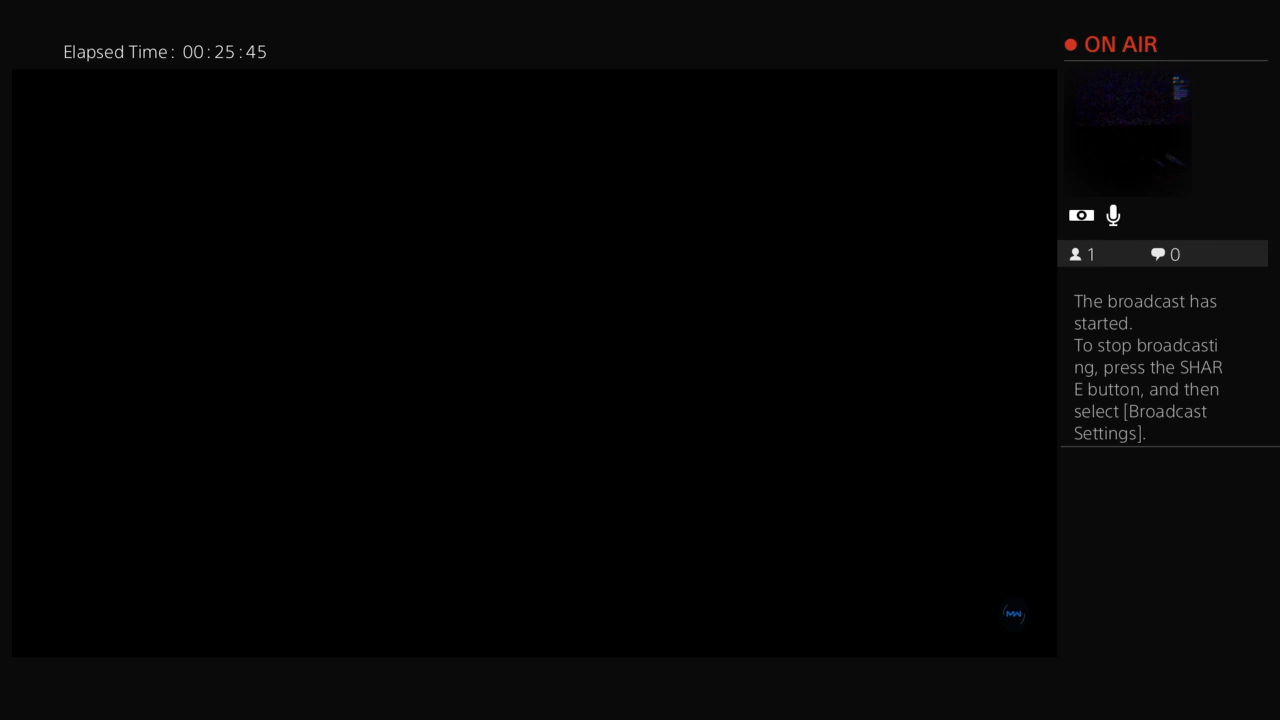 Elapsed Time: 00:25:45
ON AIR
1 0
The broadcast has
started.
To stop broadcasti
ng, press the SHAR
E button, and then
select [Broadcast
Settings].
MW